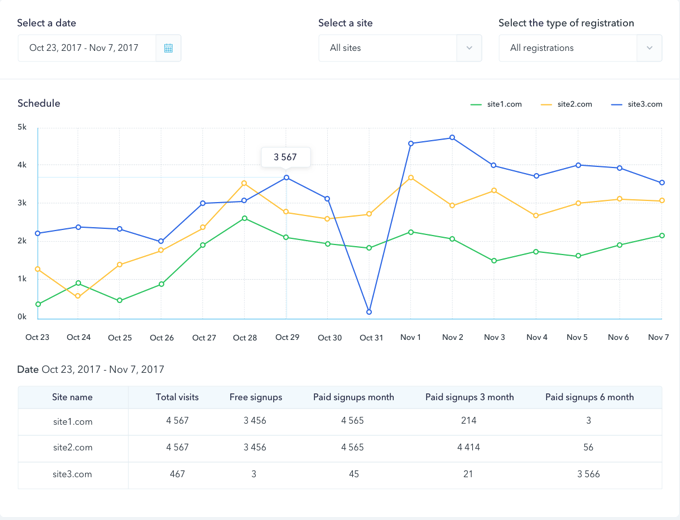 Select a date Select a site Select the type of registration
Oct 23, 2017 - Nov 7, 2017 All sites All registrations
Schedule site1.com site2.com site3.com
5k
3 567
4k
3k
2k
1k
0k
Oct 23 Oct 24 Oct 25 Oct 26 Oct 27 Oct 28 Oct 29 Oct 30 Oct 31 Nov 1 Nov 2 Nov 3 Nov 4 Nov 5 Nov 6 Nov 7
Date Oct 23, 2017 - Nov 7, 2017
Site name Total visits Free signups Paid signups month Paid signups 3 month Paid signups 6 month
site1.com 4 567 3 456 4 565 214 3
site2.com 4 567 3 456 4 565 4 414 56
site3.com 467 3 45 21 3 566